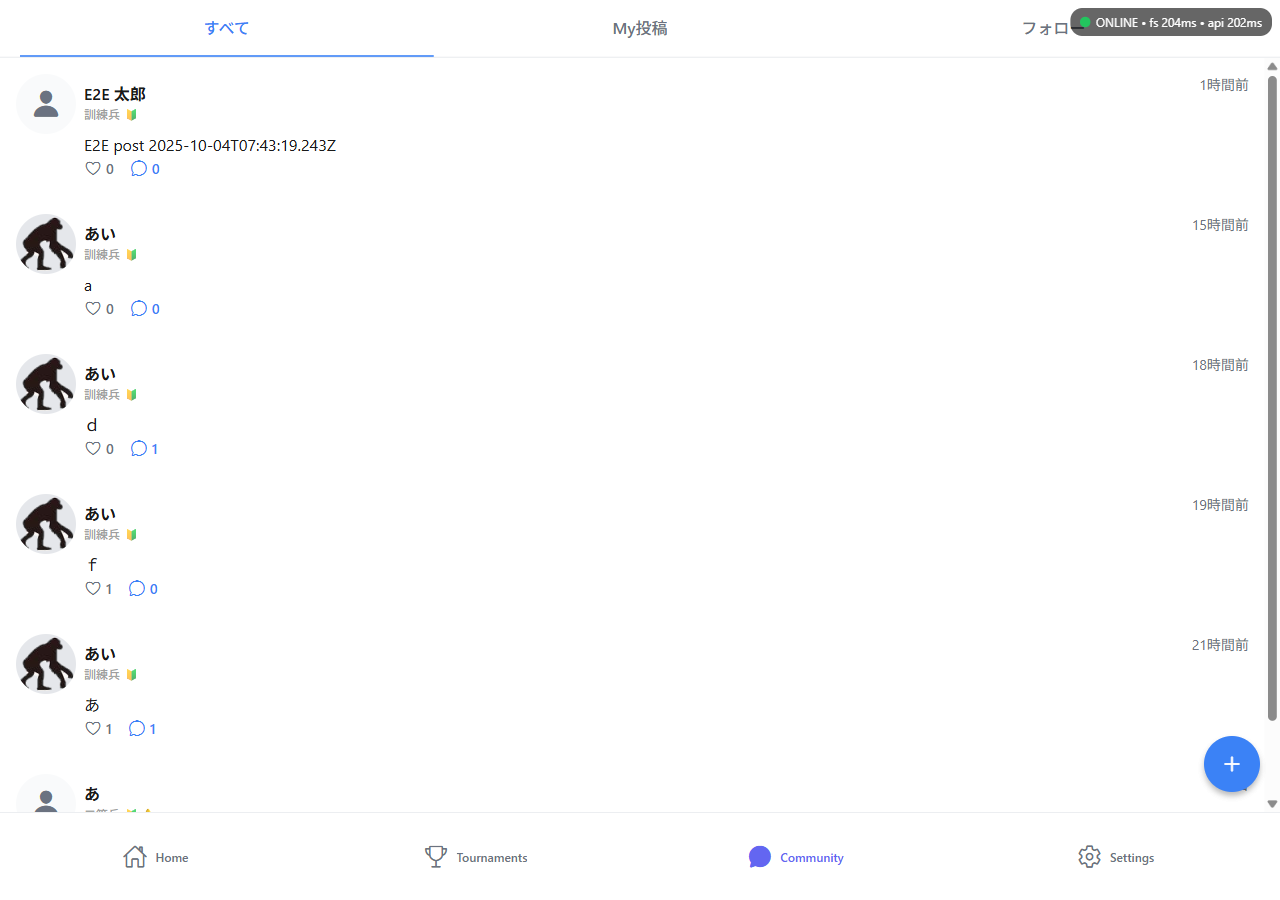 すべて
My投稿
フォロー
ONLINE • fs 204ms • api 202ms
E2E 太郎
1時間前
訓練兵 🔰
E2E post 2025-10-04T07:43:19.243Z
0 0
あい
15時間前
訓練兵 🔰
a
0 0
あい
18時間前
訓練兵 🔰
ｄ
0 1
あい
19時間前
訓練兵 🔰
ｆ
1 0
あい
21時間前
訓練兵 🔰
あ
1 1
あ
Home
Tournaments
Community
Settings